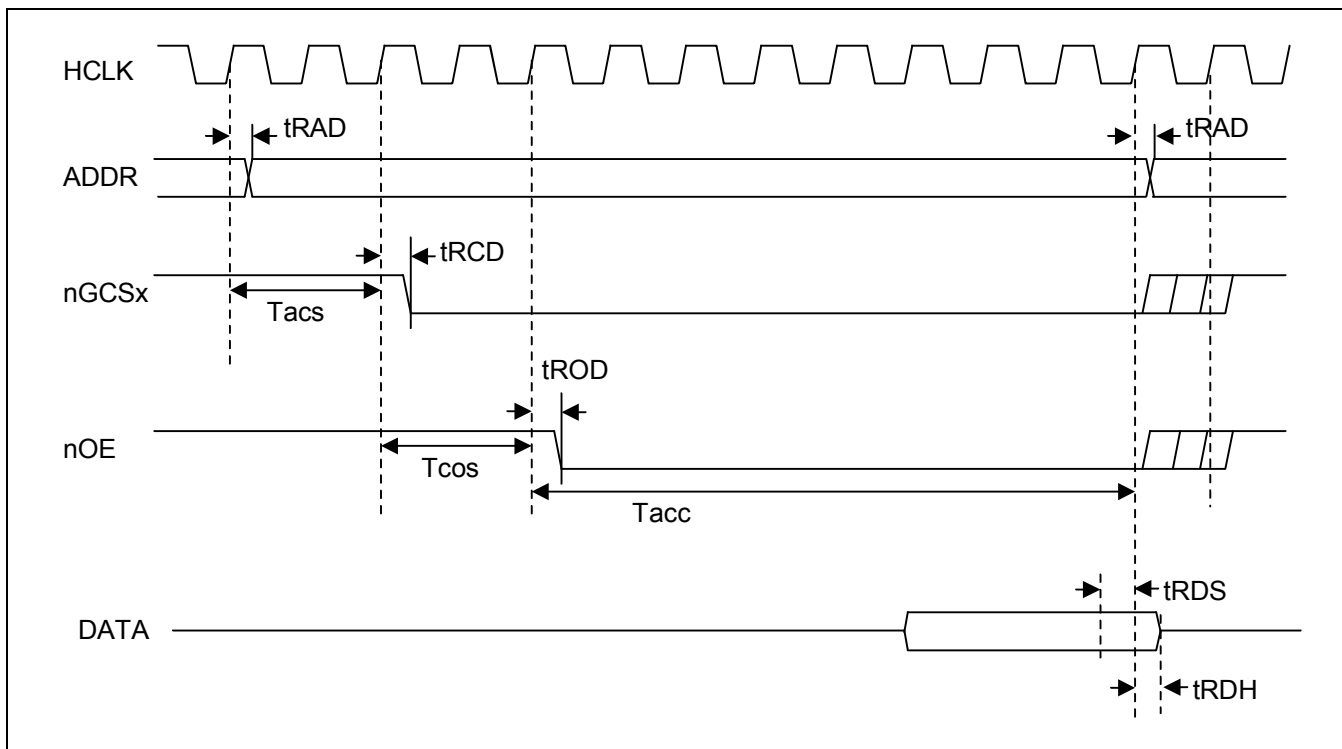 HCLK
tRAD
tRAD
ADDR
tRCD
nGCSx
Tacs
tROD
nOE
Tcos
Tacc
tRDS
DATA
tRDH